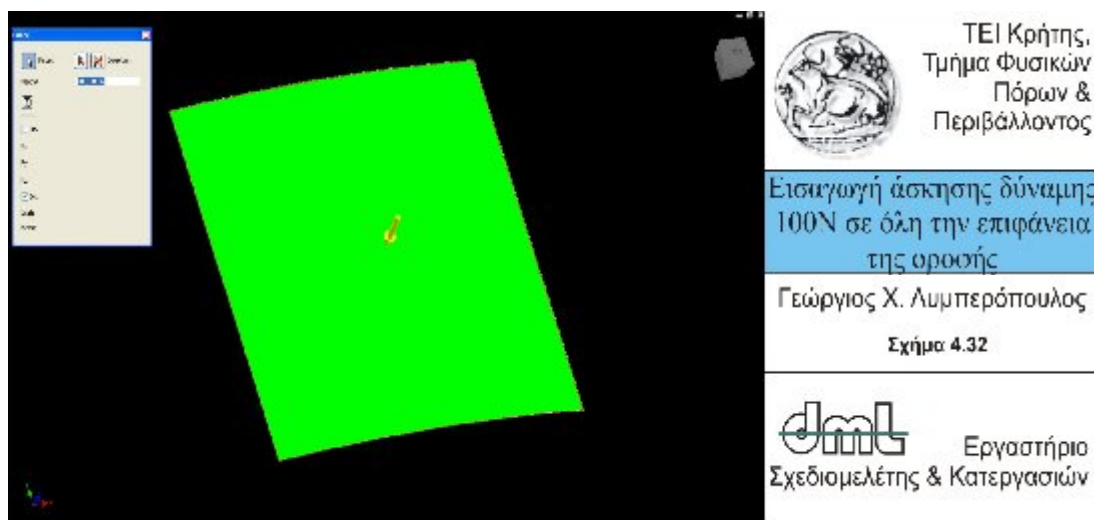 ΤΕΙ Κρήτης,
Τμήμα Φυσικών
Πόρων &
Περιβάλλοντος
Εισαγωγή άσκησης δύναμης
100N σε όλη την επιφάνεια
της οροφής
Γεώργιος Χ. Λυμπερόπουλος
Σχήμα 4.32
dml Εργαστήριο
Σχεδιομελέτης & Κατεργασιών